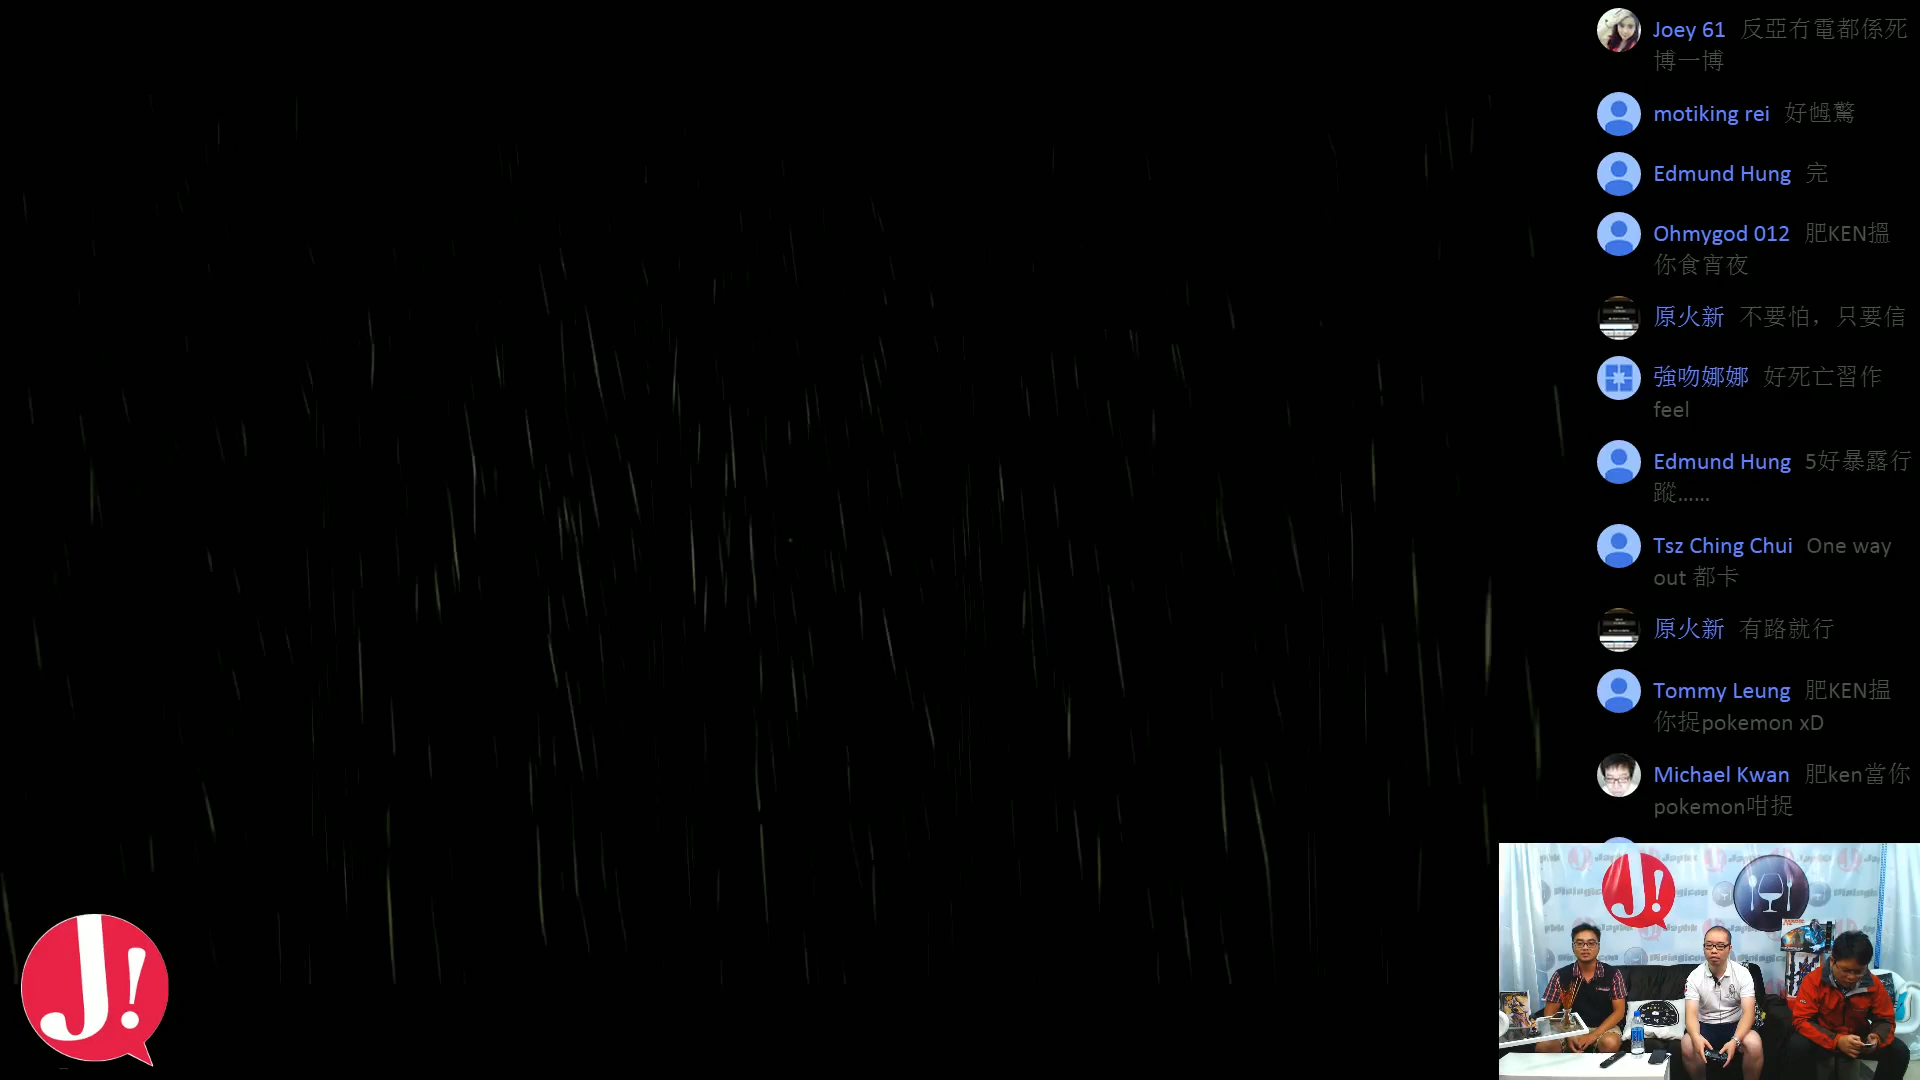 Joey 61 反亞冇電都係死
博一博
motiking rei 好乸驚
Edmund Hung 完
Ohmygod 012 肥KEN搵
你食宵夜
原火新 不要怕，只要信
強吻娜娜 好死亡習作
feel
Edmund Hung 5好暴露行
蹤......
Tsz Ching Chui One way
out 都卡
原火新 有路就行
Tommy Leung 肥KEN揾
你捉pokemon xD
Michael Kwan 肥ken當你
pokemon咁捉
J!
J!